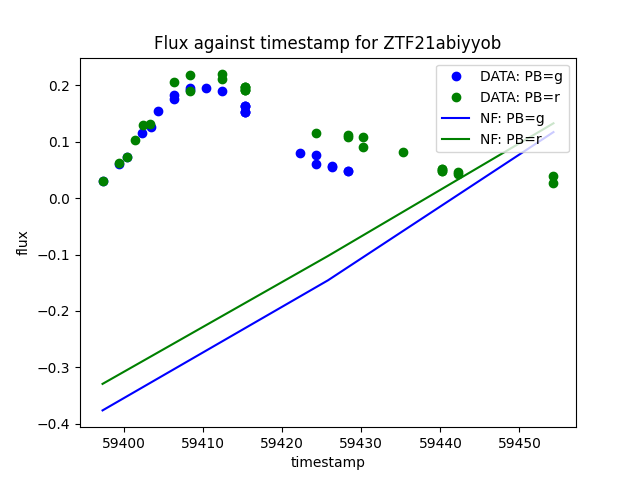 Flux against timestamp for ZTF21abiyyob
DATA: PB=g
DATA: PB=r
NF: PB=g
NF: PB=r
flux
0.2
0.1
0.0
−0.1
−0.2
−0.3
−0.4
59400 59410 59420 59430 59440 59450
timestamp